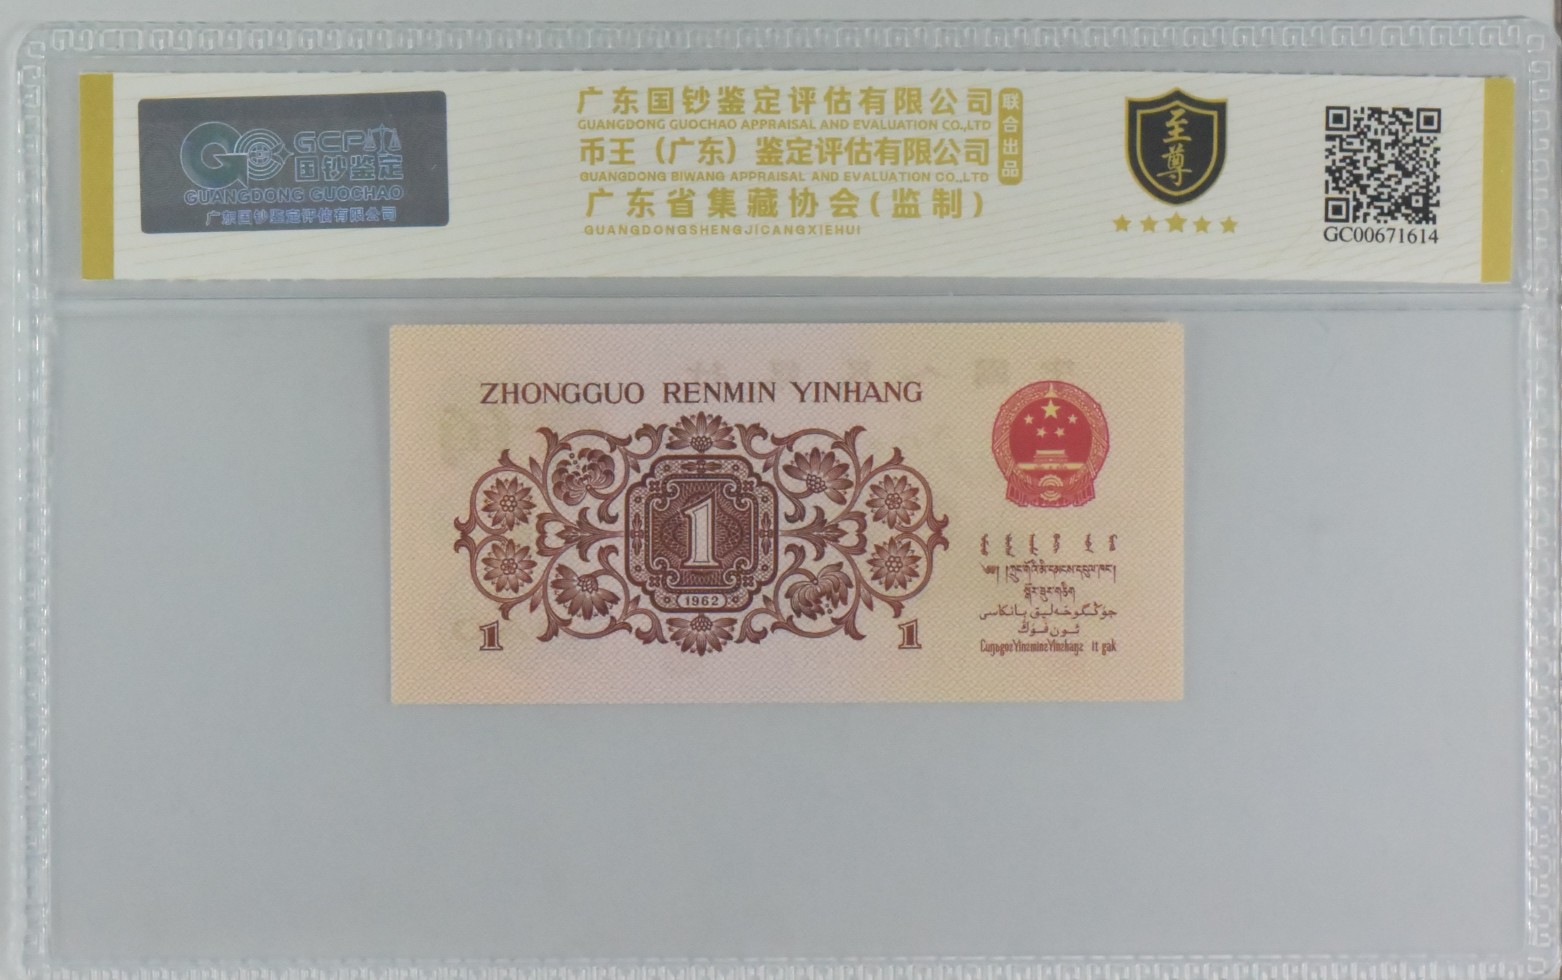 GCP
国钞鉴定
GUANGDONG GUOCHAO
广东国钞鉴定评估有限公司
广东国钞鉴定评估有限公司
GUANGDONG GUOCHAO APPRAISAL AND EVALUATION CO.,LTD
币王（广东）鉴定评估有限公司
GUANGDONG BIWANG APPRAISAL AND EVALUATION CO.,LTD
联合出品
广东省集藏协会(监制)
GUANGDONGSHENGJICANGXIEHUI
至尊
GC00671614
ZHONGGUO RENMIN YINHANG
1
1962
1
1